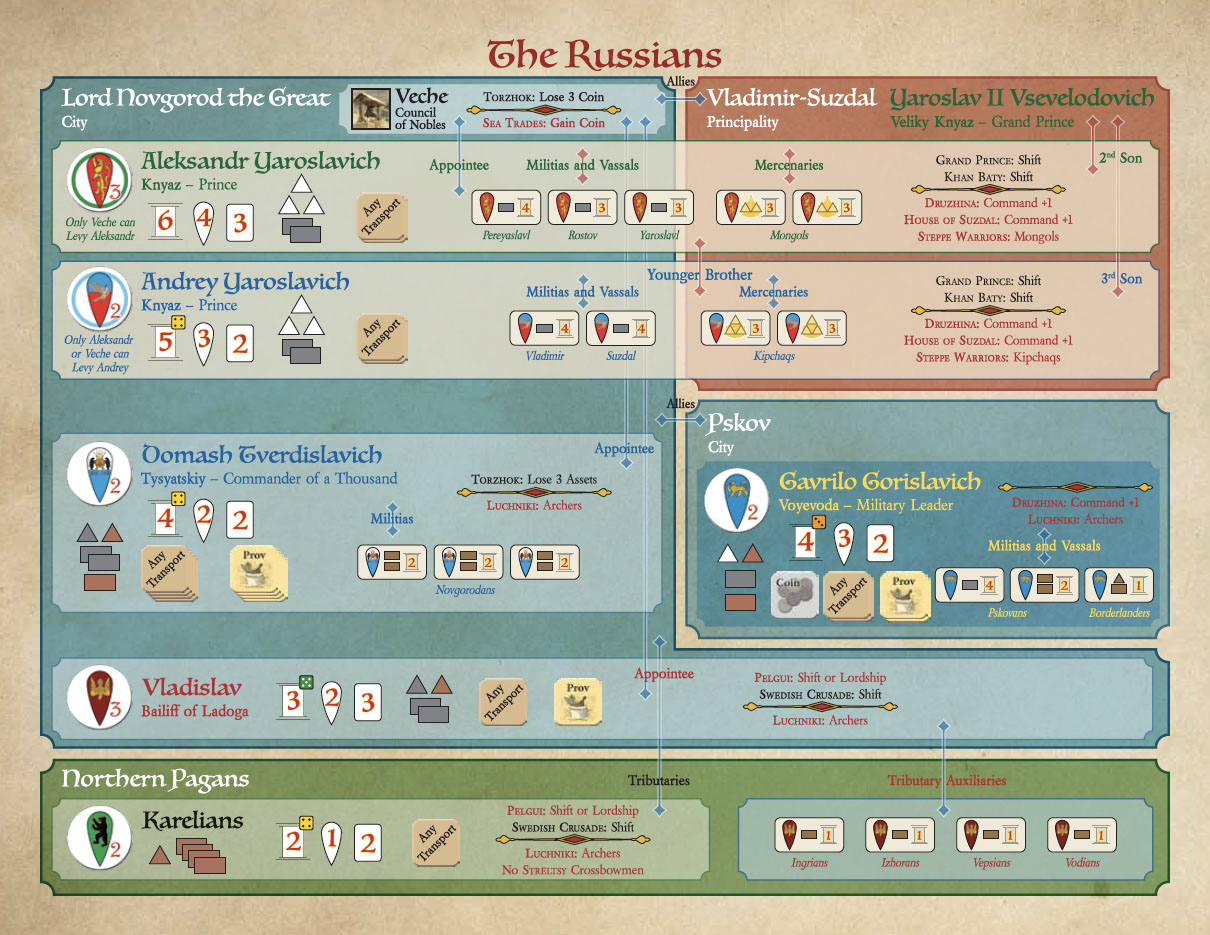 The Russians
Lord Novgorod the Great
City
Veche
Council
of Nobles
Torzhok: Lose 3 Coin
Sea Trades: Gain Coin
Allies
Vladimir-Suzdal
Principality
Yaroslav II Vsevelodovich
Veliky Knyaz – Grand Prince
3
Only Veche can
Levy Aleksandr
Aleksandr Yaroslavich
Knyaz – Prince
6 4 3
Any
Transport
Appointee
Militias and Vassals
4 3 3
Pereyaslavl Rostov Yaroslavl
Mercenaries
3 3
Mongols
Grand Prince: Shift
Khan Baty: Shift
Druzhina: Command +1
House of Suzdal: Command +1
Steppe Warriors: Mongols
2nd Son
2
Only Aleksandr
or Veche can
Levy Andrey
Andrey Yaroslavich
Knyaz – Prince
5 3 2
Any
Transport
Younger Brother
Militias and Vassals
4 4
Vladimir Suzdal
Mercenaries
3 3
Kipchaqs
Grand Prince: Shift
Khan Baty: Shift
Druzhina: Command +1
House of Suzdal: Command +1
Steppe Warriors: Kipchaqs
3rd Son
2
Domash Tverdislavich
Tysyatskiy – Commander of a Thousand
4 2 2
Any
Transport
Prov
Appointee
Torzhok: Lose 3 Assets
Luchniki: Archers
Militias
2 2 2
Novgorodans
Allies
Pskov
City
2
Gavrilo Gorislavich
Voyevoda – Military Leader
4 3 2
Coin
Any
Transport
Prov
Druzhina: Command +1
Luchniki: Archers
Militias and Vassals
4 2 1
Pskovans Borderlanders
3
Vladislav
Bailiff of Ladoga
3 2 3
Any
Transport
Prov
Appointee
Pelgui: Shift or Lordship
Swedish Crusade: Shift
Luchniki: Archers
Northern Pagans
Tributaries
Tributary Auxiliaries
2
Karelians
2 1 2
Any
Transport
Pelgui: Shift or Lordship
Swedish Crusade: Shift
Luchniki: Archers
No Streltsy Crossbowmen
1 1 1 1
Ingrians Izhorans Vepsians Vodians